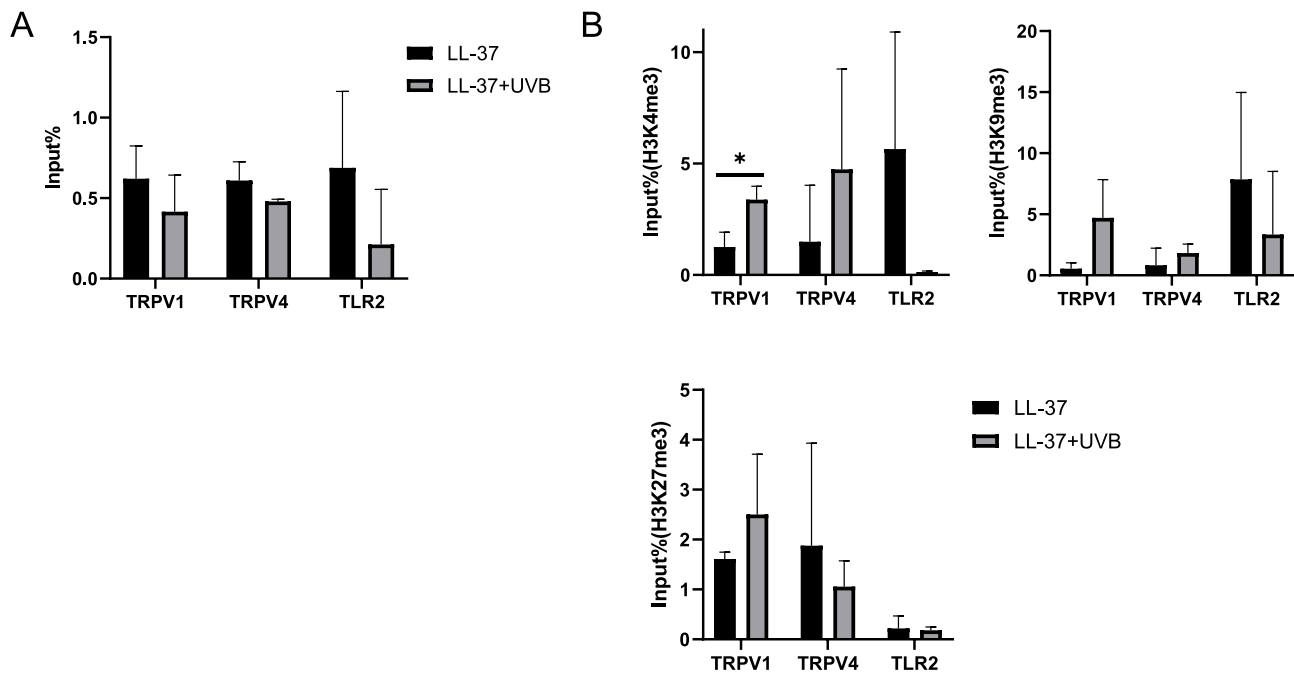 A
Input%
1.5
1.0
0.5
0.0
TRPV1 TRPV4 TLR2
LL-37
LL-37+UVB
B
Input%(H3K4me3)
10
5
0
*
TRPV1 TRPV4 TLR2
Input%(H3K9me3)
20
15
10
5
0
TRPV1 TRPV4 TLR2
Input%(H3K27me3)
5
4
3
2
1
0
TRPV1 TRPV4 TLR2
LL-37
LL-37+UVB